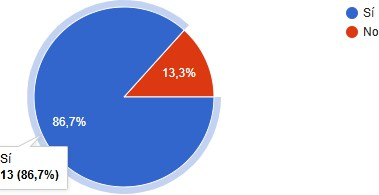 Sí
No
13,3%
86,7%
Sí
13 (86,7%)